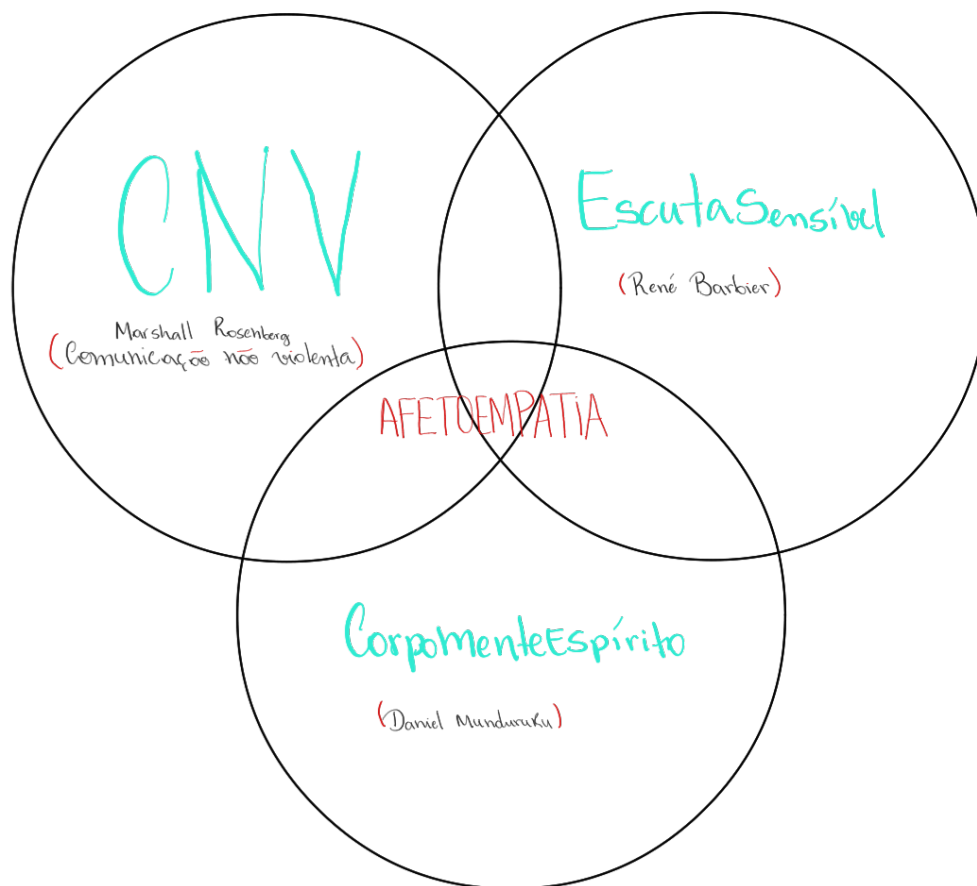 CNV
Marshall Rosenberg
(Comunicação não violenta)
EscutaSensível
(René Barbier)
AFETOEMPATIA
CorpoMenteEspírito
(Daniel Munduruku)